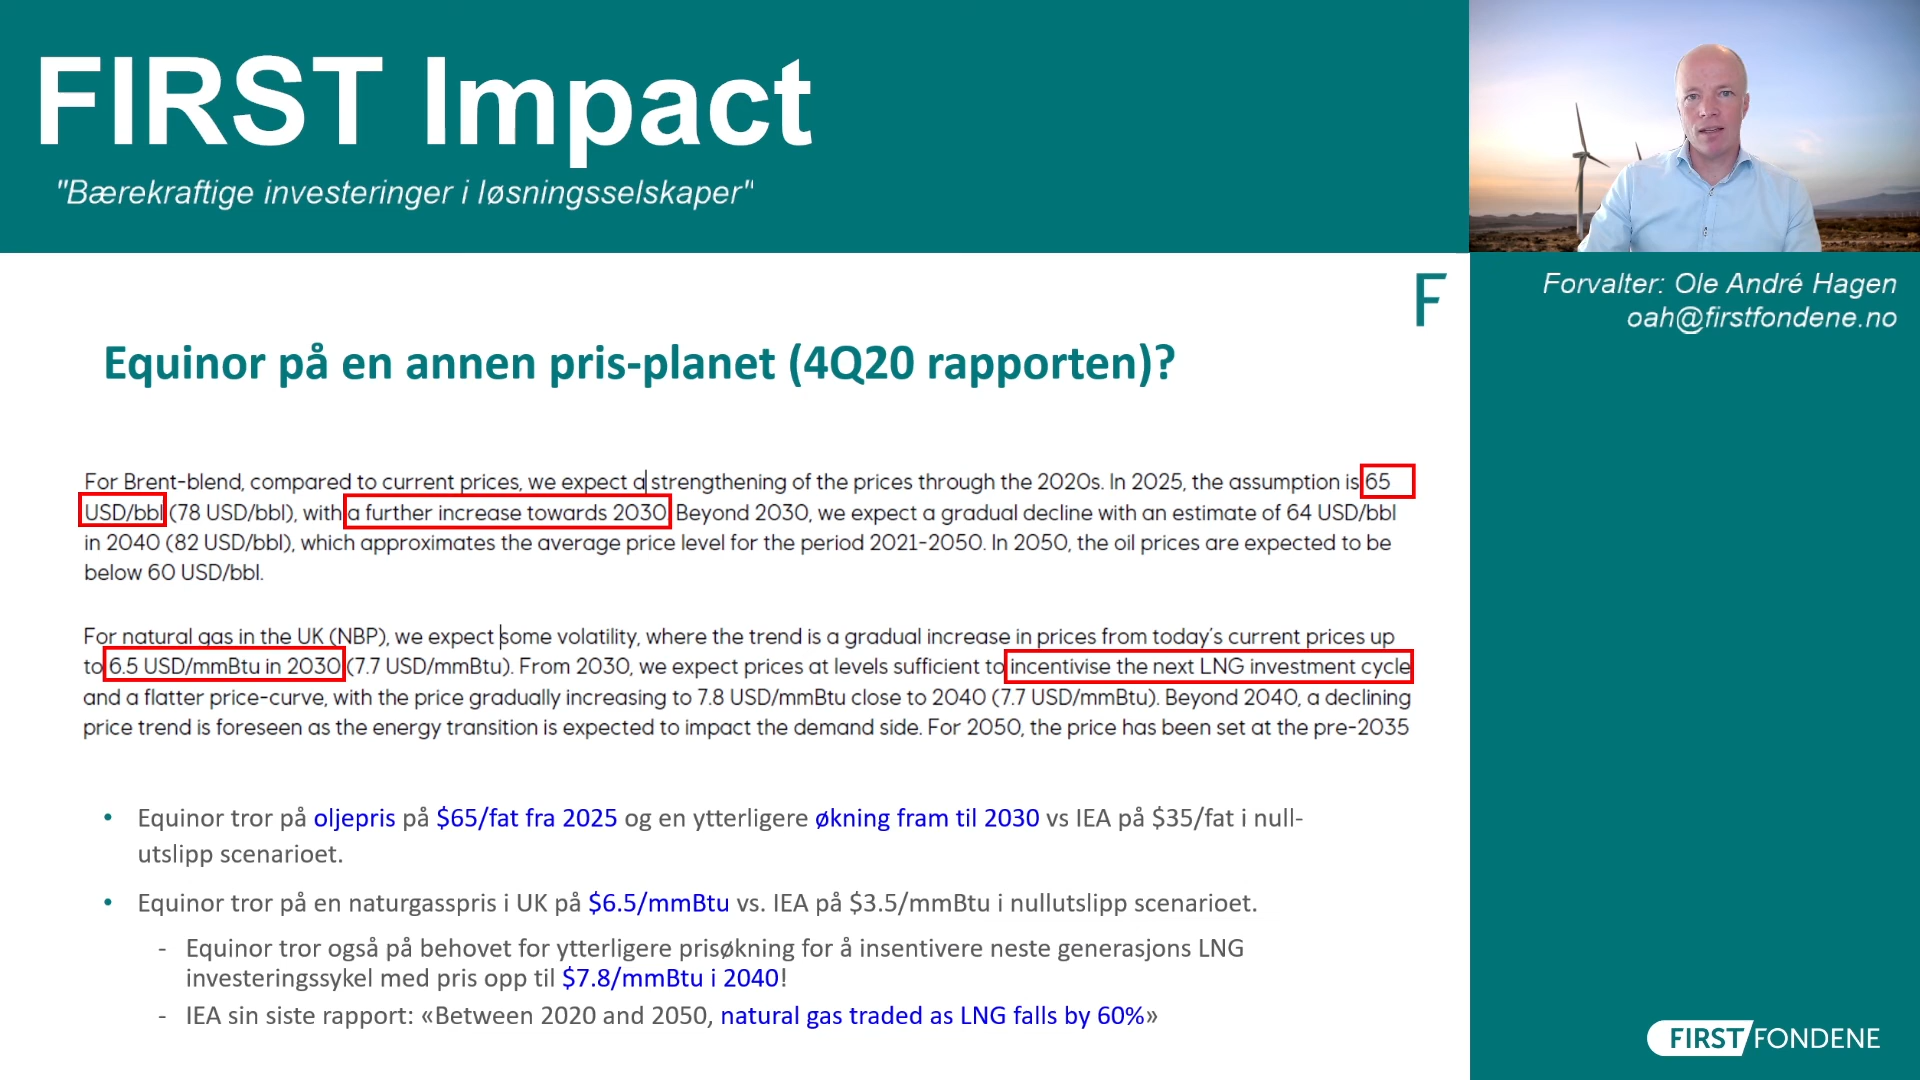 FIRST Impact
"Bærekraftige investeringer i løsningsselskaper"
Forvalter: Ole André Hagen
oah@firstfondene.no
F
Equinor på en annen pris-planet (4Q20 rapporten)?
For Brent-blend, compared to current prices, we expect a strengthening of the prices through the 2020s. In 2025, the assumption is 65
USD/bbl (78 USD/bbl), with a further increase towards 2030. Beyond 2030, we expect a gradual decline with an estimate of 64 USD/bbl
in 2040 (82 USD/bbl), which approximates the average price level for the period 2021-2050. In 2050, the oil prices are expected to be
below 60 USD/bbl.
For natural gas in the UK (NBP), we expect some volatility, where the trend is a gradual increase in prices from today's current prices up
to 6.5 USD/mmBtu in 2030 (7.7 USD/mmBtu). From 2030, we expect prices at levels sufficient to incentivise the next LNG investment cycle
and a flatter price-curve, with the price gradually increasing to 7.8 USD/mmBtu close to 2040 (7.7 USD/mmBtu). Beyond 2040, a declining
price trend is foreseen as the energy transition is expected to impact the demand side. For 2050, the price has been set at the pre-2035
• Equinor tror på oljepris på $65/fat fra 2025 og en ytterligere økning fram til 2030 vs IEA på $35/fat i null-
utslipp scenarioet.
• Equinor tror på en naturgasspris i UK på $6.5/mmBtu vs. IEA på $3.5/mmBtu i nullutslipp scenarioet.
- Equinor tror også på behovet for ytterligere prisøkning for å insentivere neste generasjons LNG
investeringssykel med pris opp til $7.8/mmBtu i 2040!
- IEA sin siste rapport: «Between 2020 and 2050, natural gas traded as LNG falls by 60%»
FIRST/FONDENE